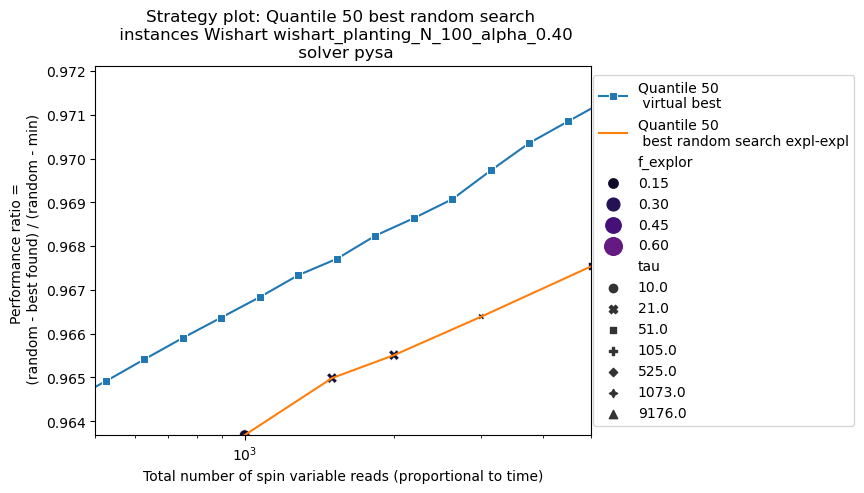 Strategy plot: Quantile 50 best random search
instances Wishart wishart_planting_N_100_alpha_0.40
solver pysa
Performance ratio =
(random - best found) / (random - min)
0.972
0.971
0.970
0.969
0.968
0.967
0.966
0.965
0.964
10^3
Total number of spin variable reads (proportional to time)
Quantile 50
virtual best
Quantile 50
best random search expl-expl
f_explor
0.15
0.30
0.45
0.60
tau
10.0
21.0
51.0
105.0
525.0
1073.0
9176.0